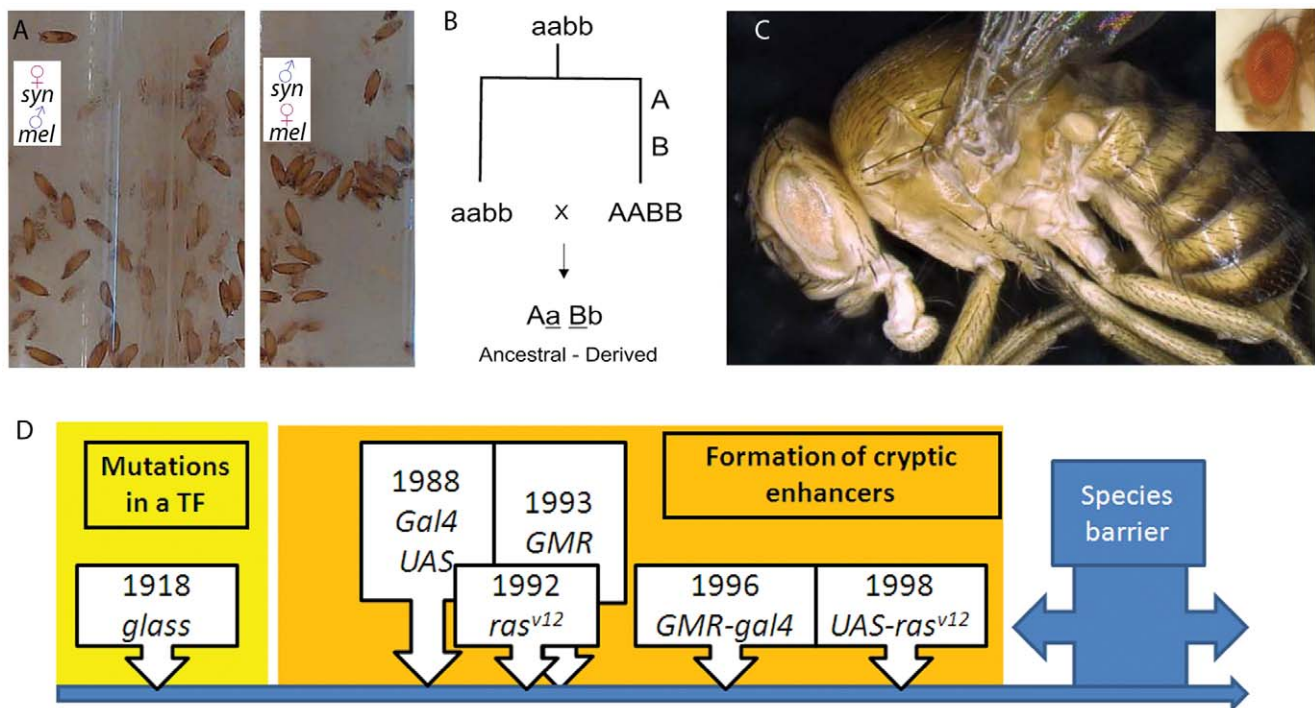 A
♀
syn
♂
mel
♂
syn
♀
mel
B
aabb
A
B
aabb x AABB
Aa Bb
Ancestral - Derived
C
D
Mutations
in a TF
1918
glass
1988
Gal4
UAS
1993
GMR
1992
ras^v12
Formation of cryptic
enhancers
1996
GMR-gal4
1998
UAS-ras^v12
Species
barrier